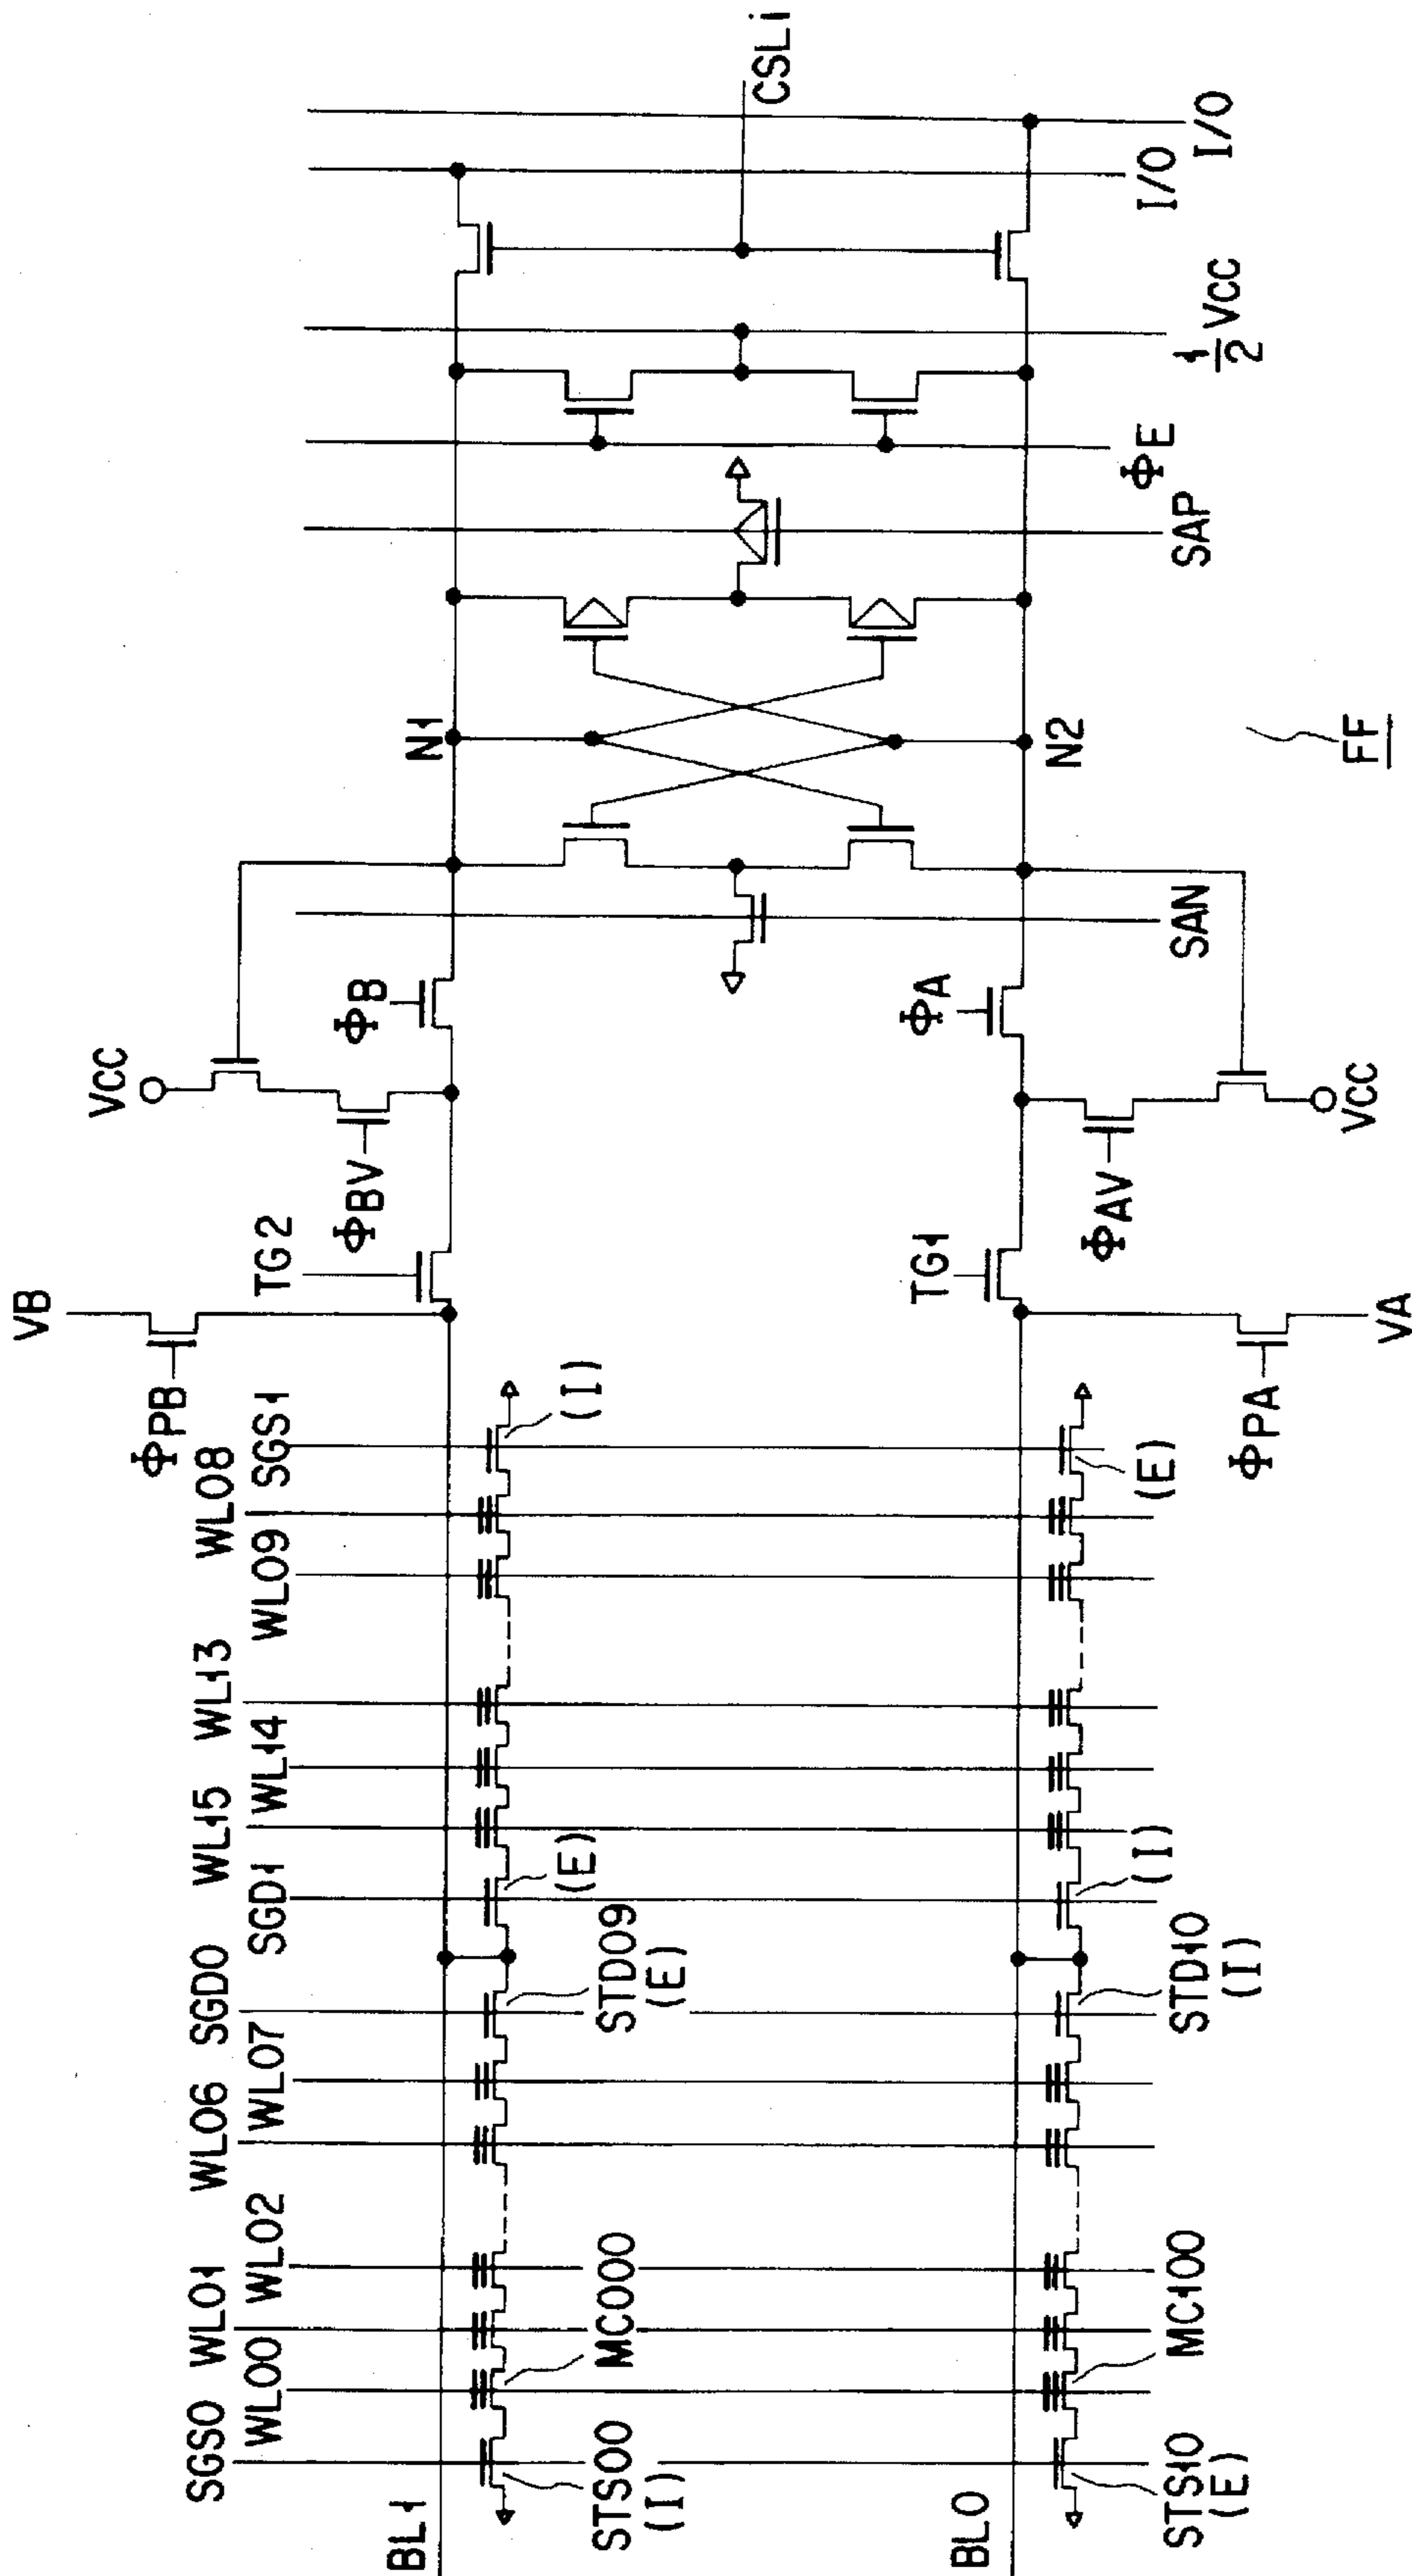 SGS0
WL00
WL01
WL02
WL06
WL07
SGD0
SGD1
WL15
WL14
WL13
WL09
WL08
SGS1
ΦPB
VB
TG2
ΦBV
VCC
ΦB
BL1
STS00
(I)
MC000
STD09
(E)
(E)
(I)
N1
CSLi
BL0
STS10
(E)
MC100
STD10
(I)
(I)
(E)
ΦPA
VA
TG1
ΦAV
VCC
ΦA
SAN
N2
FF
SAP
ΦE
1/2 VCC
I/O
I/O